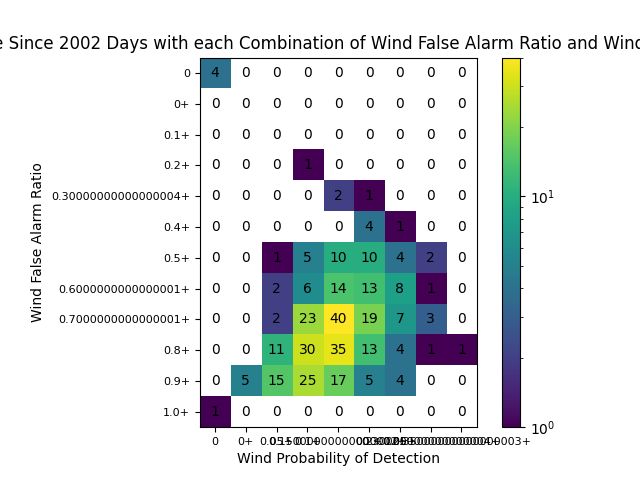 e Since 2002 Days with each Combination of Wind False Alarm Ratio and Wind
Wind False Alarm Ratio
0 4 0 0 0 0 0 0 0 0
0+ 0 0 0 0 0 0 0 0 0
0.1+ 0 0 0 0 0 0 0 0 0
0.2+ 0 0 0 1 0 0 0 0 0
0.30000000000000004+ 0 0 0 0 2 1 0 0 0
0.4+ 0 0 0 0 0 4 1 0 0
0.5+ 0 0 1 5 10 10 4 2 0
0.6000000000000001+ 0 0 2 6 14 13 8 1 0
0.7000000000000001+ 0 0 2 23 40 19 7 3 0
0.8+ 0 0 11 30 35 13 4 1 1
0.9+ 0 5 15 25 17 5 4 0 0
1.0+ 1 0 0 0 0 0 0 0 0
0 0+
Wind Probability of Detection
10¹
10⁰